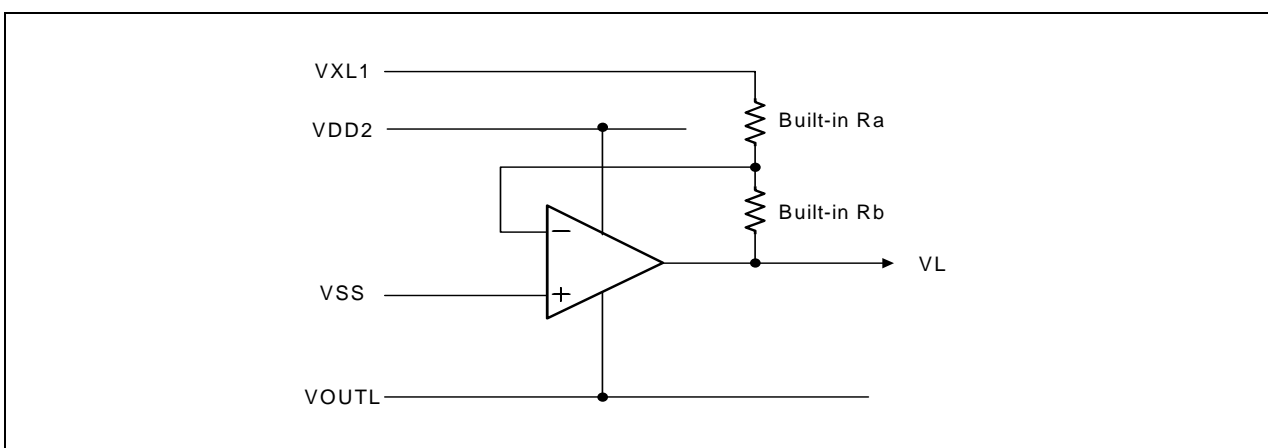 VXL1
Built-in Ra
VDD2
Built-in Rb
−
VL
VSS
+
VOUTL